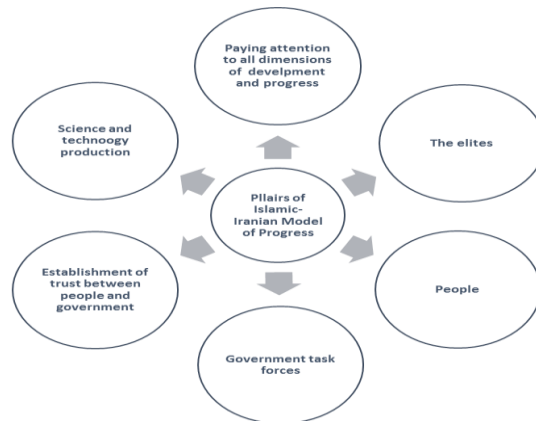 Paying attention
to all dimensions
of develpment
and progress
The elites
People
Government task
forces
Establishment of
trust between
people and
government
Science and
technoogy
production
Pllairs of
Islamic-
Iranian Model
of Progress